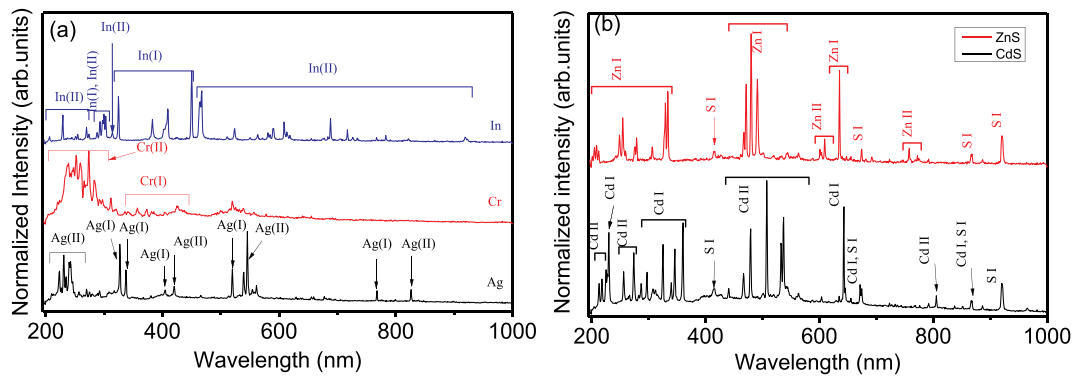 (a)
Normalized Intensity (arb.units)
In(II)
In(I), In(II)
In(II)
In(I)
In(II)
In
Cr(II)
Cr(I)
Cr
Ag(II)
Ag(I)
Ag(I)
Ag(I)
Ag(II)
Ag(I)
Ag(II)
Ag(I)
Ag(II)
Ag
200 400 600 800 1000
Wavelength (nm)
(b)
Normalized intensity (arb.units)
ZnS
CdS
Zn I
S I
Zn I
Zn II
Zn I
S I
Zn II
S I
S I
Cd II
Cd I
Cd II
Cd I
S I
Cd II
Cd I
Cd I, S I
Cd II
Cd I, S I
S I
200 400 600 800 1000
Wavelength (nm)